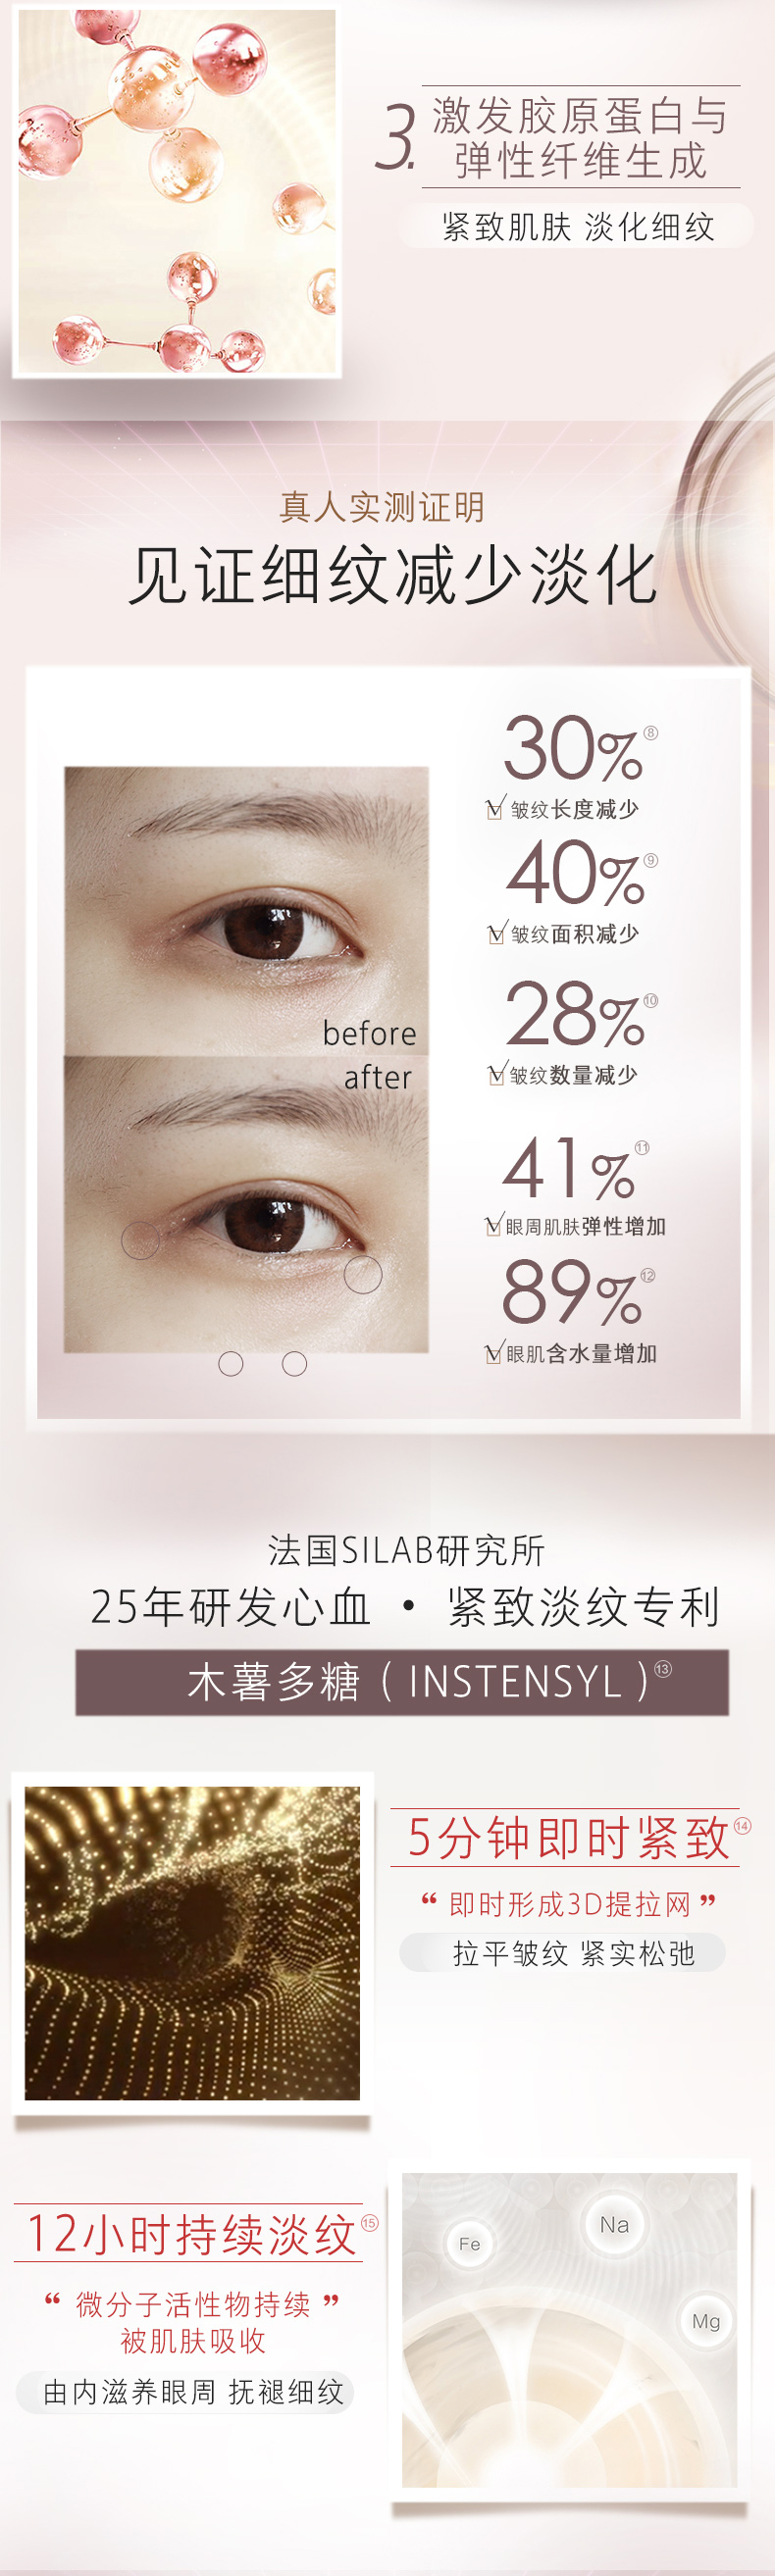 3.
激发胶原蛋白与
弹性纤维生成
紧致肌肤 淡化细纹
真人实测证明
见证细纹减少淡化
30%⑧
皱纹长度减少
40%⑨
皱纹面积减少
28%⑩
皱纹数量减少
41%⑪
眼周肌肤弹性增加
89%⑫
眼肌含水量增加
before
after
法国SILAB研究所
25年研发心血 · 紧致淡纹专利
木薯多糖（INSTENSYL）⑬
5分钟即时紧致⑭
“ 即时形成3D提拉网 ”
拉平皱纹 紧实松弛
12小时持续淡纹⑮
“ 微分子活性物持续 ”
被肌肤吸收
由内滋养眼周 抚褪细纹
Fe
Na
Mg